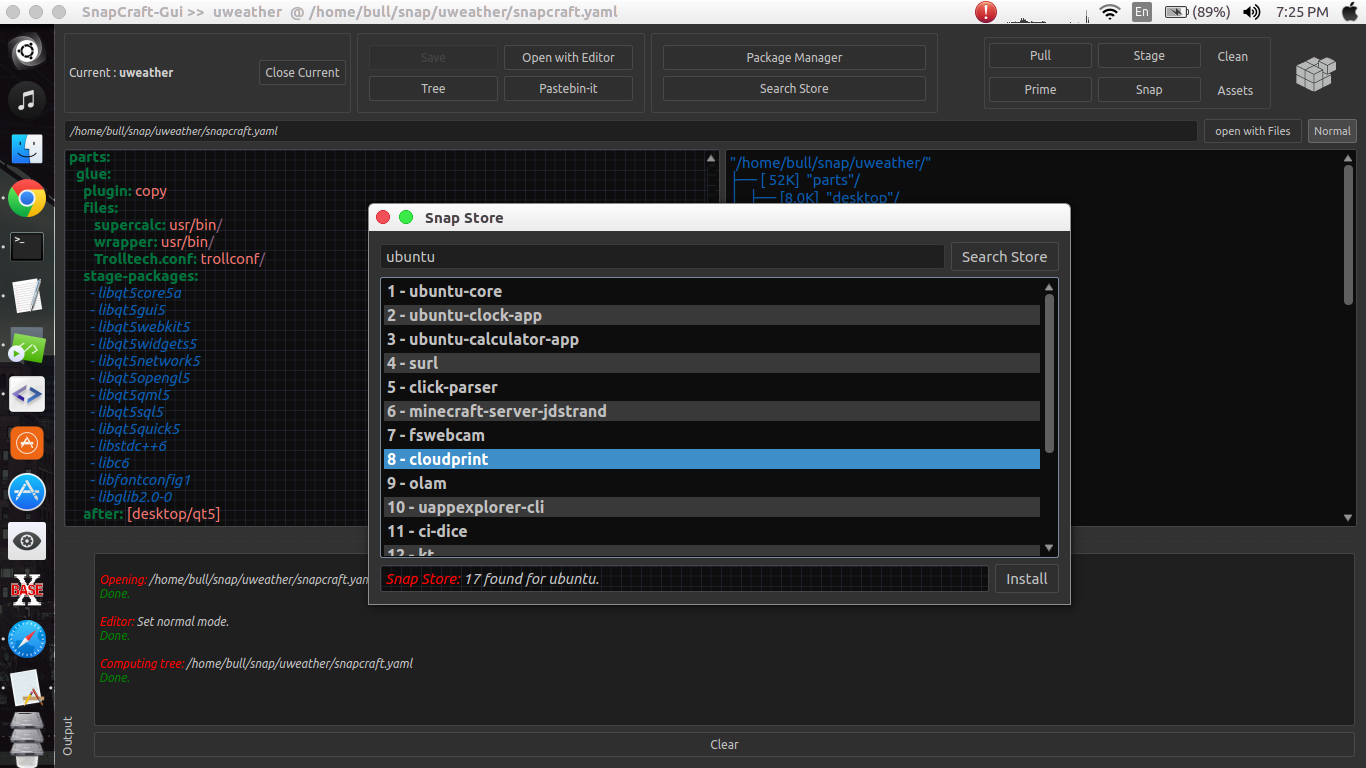 SnapCraft-Gui >> uweather @ /home/bull/snap/uweather/snapcraft.yaml
En
(89%)
7:25 PM
Current : uweather
Close Current
Save
Open with Editor
Tree
Pastebin-it
Package Manager
Search Store
Pull
Stage
Clean
Prime
Snap
Assets
/home/bull/snap/uweather/snapcraft.yaml
open with Files
Normal
parts:
glue:
plugin: copy
files:
supercalc: usr/bin/
wrapper: usr/bin/
Trolltech.conf: trollconf/
stage-packages:
- libqt5core5a
- libqt5gui5
- libqt5webkit5
- libqt5widgets5
- libqt5network5
- libqt5opengl5
- libqt5qml5
- libqt5sql5
- libqt5quick5
- libstdc++6
- libc6
- libfontconfig1
- libglib2.0-0
after: [desktop/qt5]
"/home/bull/snap/uweather/"
├── [ 52K] "parts"/
│ ├── [8.0K] "desktop"/
Snap Store
ubuntu
Search Store
1 - ubuntu-core
2 - ubuntu-clock-app
3 - ubuntu-calculator-app
4 - surl
5 - click-parser
6 - minecraft-server-jdstrand
7 - fswebcam
8 - cloudprint
9 - olam
10 - uappexplorer-cli
11 - ci-dice
12 - kt
Snap Store: 17 found for ubuntu.
Install
Output
Opening: /home/bull/snap/uweather/snapcraft.yam
Done.
Editor: Set normal mode.
Done.
Computing tree: /home/bull/snap/uweather/snapcraft.yaml
Done.
Clear
X
BASE